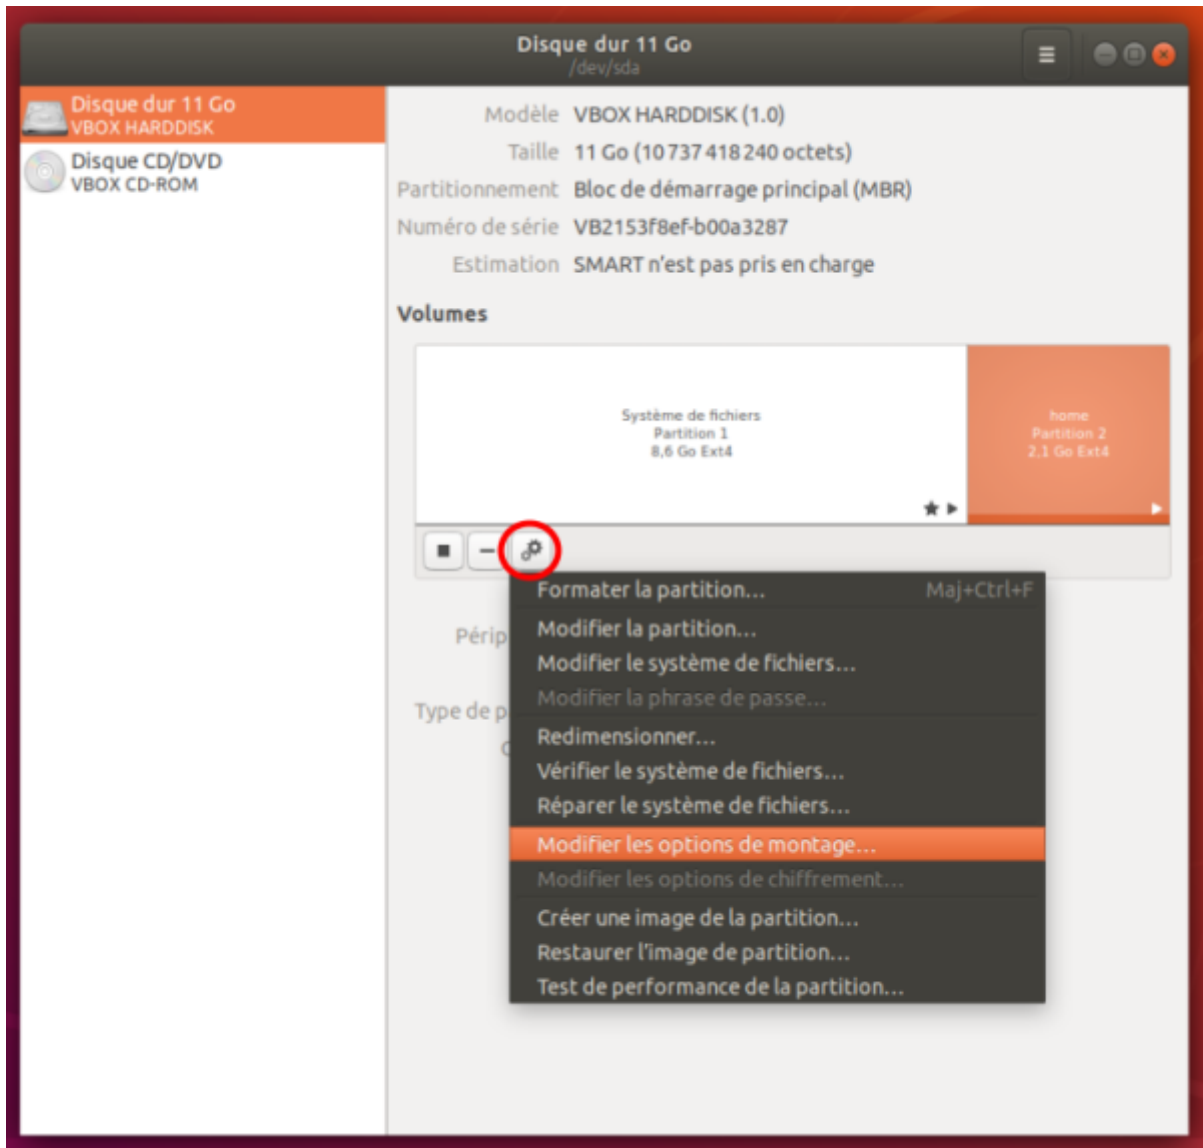 Disque dur 11 Go
/dev/sda
Disque dur 11 Go
VBOX HARDDISK
Disque CD/DVD
VBOX CD-ROM
Modèle VBOX HARDDISK (1.0)
Taille 11 Go (10 737 418 240 octets)
Partitionnement Bloc de démarrage principal (MBR)
Numéro de série VB2153f8ef-b00a3287
Estimation SMART n'est pas pris en charge
Volumes
Système de fichiers
Partition 1
8,6 Go Ext4
home
Partition 2
2,1 Go Ext4
Formater la partition… Maj+Ctrl+F
Périp
Modifier la partition…
Modifier le système de fichiers…
Modifier la phrase de passe…
Type de p
Redimensionner…
Vérifier le système de fichiers…
Réparer le système de fichiers…
Modifier les options de montage…
Modifier les options de chiffrement…
Créer une image de la partition…
Restaurer l'image de partition…
Test de performance de la partition…